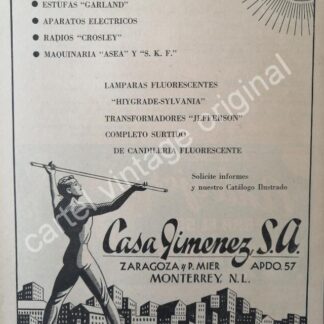 ESTUFAS "GARLAND"
APARATOS ELECTRICOS
RADIOS "CROSLEY"
MAQUINARIA "ASEA" Y "S. K. F."
LAMPARAS FLUORESCENTES
"HIYGRADE-SYLVANIA"
TRANSFORMADORES "JEFFERSON"
COMPLETO SURTIDO
DE CANDILERIA FLUORESCENTE
Solicite informes
y nuestro Catálogo Ilustrado
Casa Jimenez, S.A.
ZARAGOZA y P. MIER APDO. 57
MONTERREY, N.L.
cartel vintage original